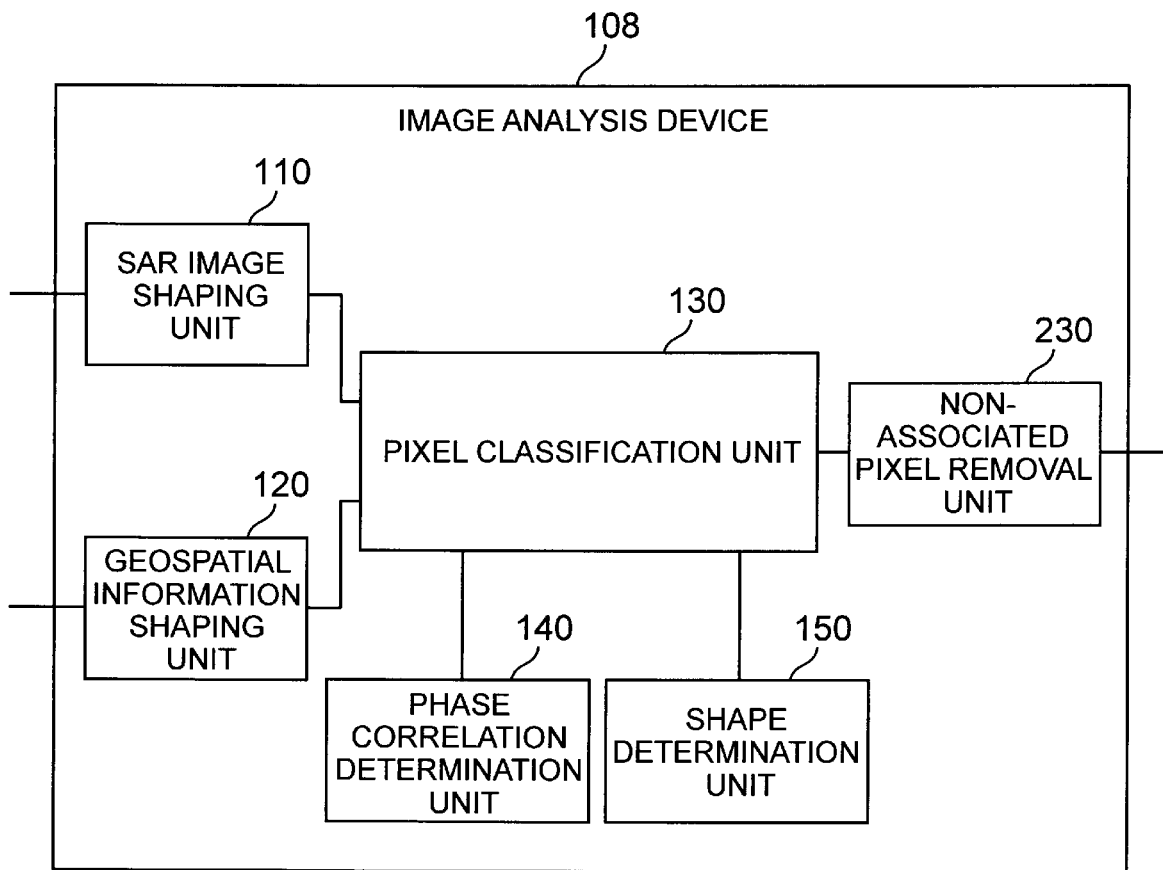 108
IMAGE ANALYSIS DEVICE
110
SAR IMAGE
SHAPING
UNIT
130
PIXEL CLASSIFICATION UNIT
230
NON-
ASSOCIATED
PIXEL REMOVAL
UNIT
120
GEOSPATIAL
INFORMATION
SHAPING
UNIT
140
PHASE
CORRELATION
DETERMINATION
UNIT
150
SHAPE
DETERMINATION
UNIT